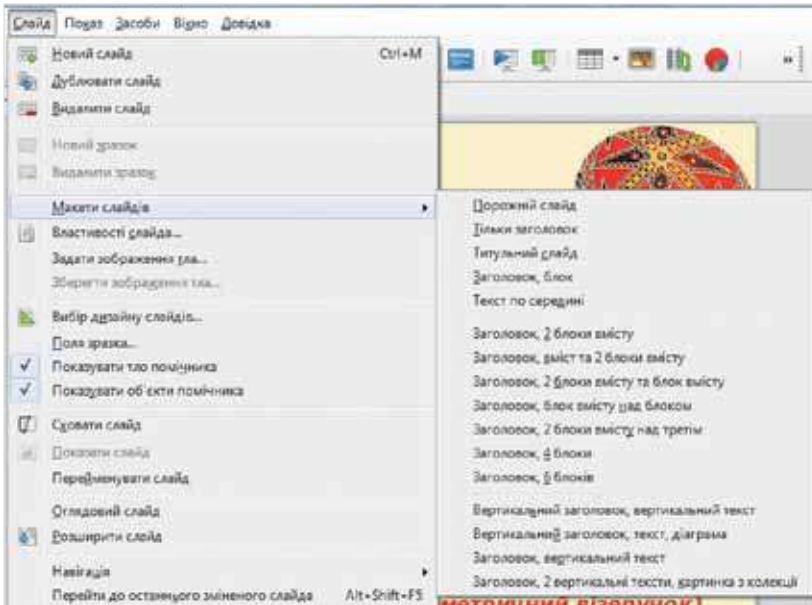 Слайд Показ Засоби Вікно Довідка
Новий слайд Ctrl+M
Дублювати слайд
Видалити слайд
Новий зразок
Видалити зразок
Макети слайдів
Властивості слайда...
Задати зображення тла...
Зберегти зображення тла...
Вибір дизайну слайдів...
Поля зразка...
Показувати тло помічника
Показувати об'єкти помічника
Сховати слайд
Показати слайд
Перейменувати слайд
Оглядовий слайд
Розширити слайд
Навігація
Перейти до останнього зміненого слайда Alt+Shift+F5
Порожній слайд
Тільки заголовок
Титульний слайд
Заголовок, блок
Текст по середині
Заголовок, 2 блоки вмісту
Заголовок, вміст та 2 блоки вмісту
Заголовок, 2 блоки вмісту та блок вмісту
Заголовок, блок вмісту над блоком
Заголовок, 2 блоки вмісту над третім
Заголовок, 4 блоки
Заголовок, 6 блоків
Вертикальний заголовок, вертикальний текст
Вертикальний заголовок, текст, діаграма
Заголовок, вертикальний текст
Заголовок, 2 вертикальні тексти, картинка з колекції
візерунок